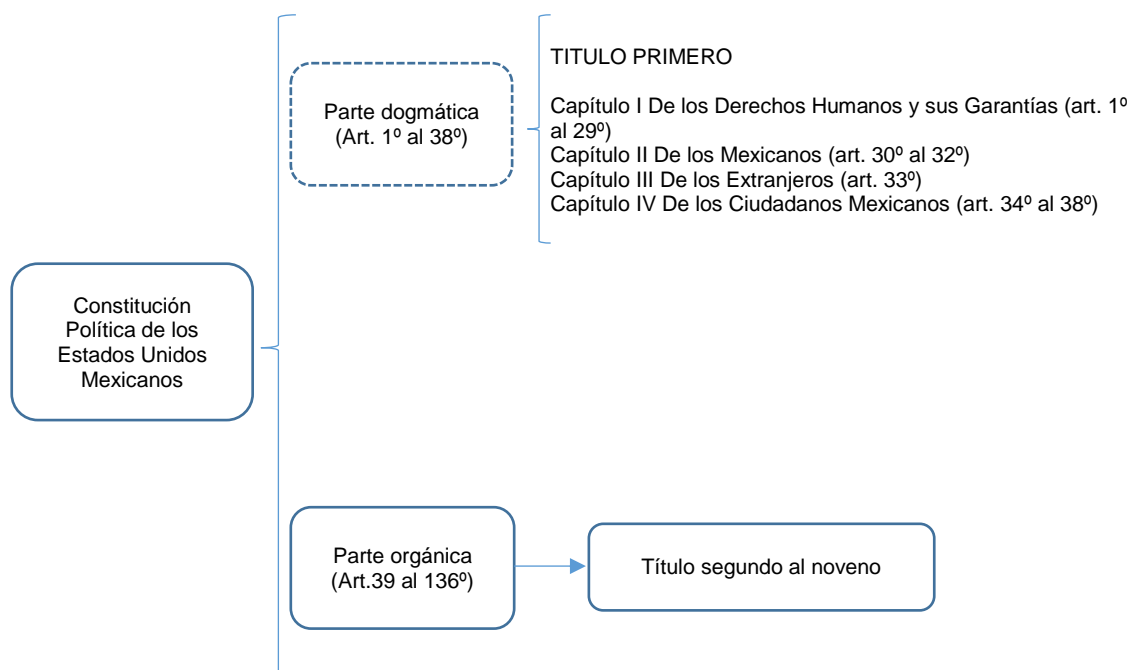 Constitución
Política de los
Estados Unidos
Mexicanos
Parte dogmática
(Art. 1º al 38º)
TITULO PRIMERO
Capítulo I De los Derechos Humanos y sus Garantías (art. 1º
al 29º)
Capítulo II De los Mexicanos (art. 30º al 32º)
Capítulo III De los Extranjeros (art. 33º)
Capítulo IV De los Ciudadanos Mexicanos (art. 34º al 38º)
Parte orgánica
(Art.39 al 136º)
Título segundo al noveno